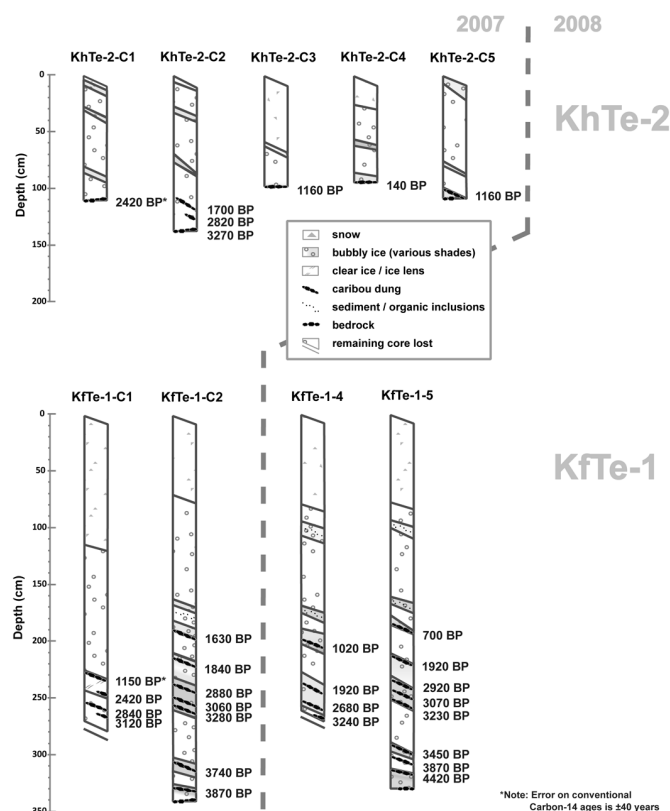 2007 2008
KhTe-2-C1 KhTe-2-C2 KhTe-2-C3 KhTe-2-C4 KhTe-2-C5
KhTe-2
Depth (cm)
0
50
100
150
200
2420 BP*
1700 BP
2820 BP
3270 BP
1160 BP
140 BP
1160 BP
snow
bubbly ice (various shades)
clear ice / ice lens
caribou dung
sediment / organic inclusions
bedrock
remaining core lost
KfTe-1-C1 KfTe-1-C2 KfTe-1-4 KfTe-1-5
KfTe-1
Depth (cm)
0
50
100
150
200
250
300
350
1150 BP*
2420 BP
2840 BP
3120 BP
1630 BP
1840 BP
2880 BP
3060 BP
3280 BP
3740 BP
3870 BP
1020 BP
1920 BP
2680 BP
3240 BP
700 BP
1920 BP
2920 BP
3070 BP
3230 BP
3450 BP
3870 BP
4420 BP
*Note: Error on conventional
Carbon-14 ages is ±40 years